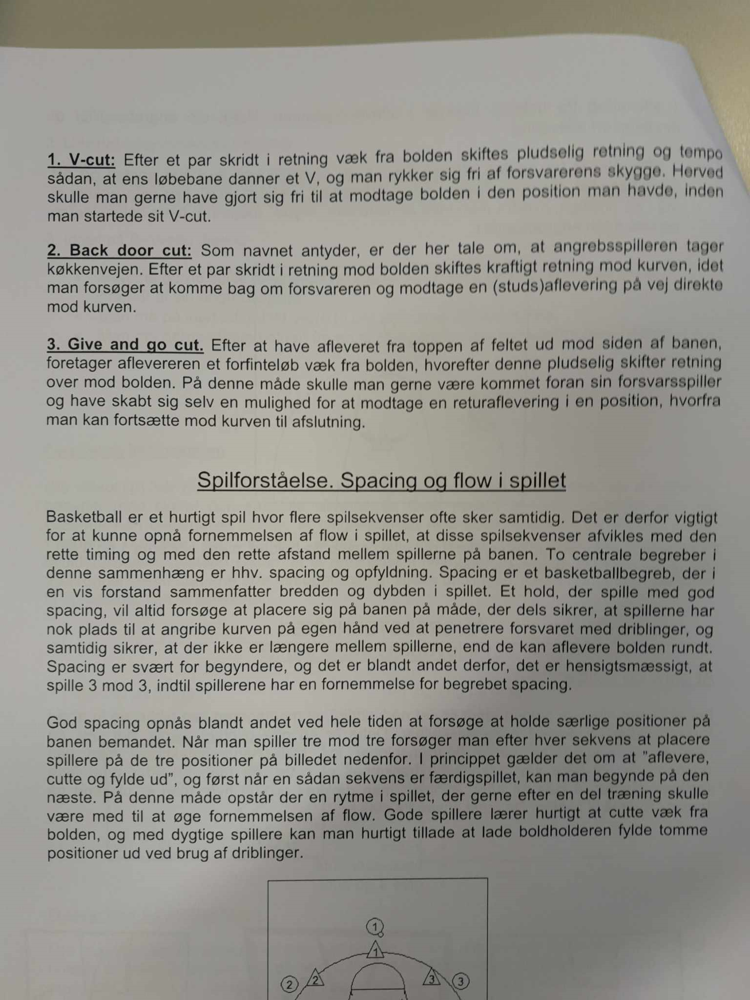 1. V-cut: Efter et par skridt i retning væk fra bolden skiftes pludselig retning og tempo
sådan, at ens løbebane danner et V, og man rykker sig fri af forsvarerens skygge. Herved
skulle man gerne have gjort sig fri til at modtage bolden i den position man havde, inden
man startede sit V-cut.
2. Back door cut: Som navnet antyder, er der her tale om, at angrebsspilleren tager
køkkenvejen. Efter et par skridt i retning mod bolden skiftes kraftigt retning mod kurven, idet
man forsøger at komme bag om forsvareren og modtage en (studs)aflevering på vej direkte
mod kurven.
3. Give and go cut. Efter at have afleveret fra toppen af feltet ud mod siden af banen,
foretager aflevereren et forfinteløb væk fra bolden, hvorefter denne pludselig skifter retning
over mod bolden. På denne måde skulle man gerne være kommet foran sin forsvarsspiller
og have skabt sig selv en mulighed for at modtage en returaflevering i en position, hvorfra
man kan fortsætte mod kurven til afslutning.
Spilforståelse. Spacing og flow i spillet
Basketball er et hurtigt spil hvor flere spilsekvenser ofte sker samtidig. Det er derfor vigtigt
for at kunne opnå fornemmelsen af flow i spillet, at disse spilsekvenser afvikles med den
rette timing og med den rette afstand mellem spillerne på banen. To centrale begreber i
denne sammenhæng er hhv. spacing og opfyldning. Spacing er et basketballbegreb, der i
en vis forstand sammenfatter bredden og dybden i spillet. Et hold, der spille med god
spacing, vil altid forsøge at placere sig på banen på måde, der dels sikrer, at spillerne har
nok plads til at angribe kurven på egen hånd ved at penetrere forsvaret med driblinger, og
samtidig sikrer, at der ikke er længere mellem spillerne, end de kan aflevere bolden rundt.
Spacing er svært for begyndere, og det er blandt andet derfor, det er hensigtsmæssigt, at
spille 3 mod 3, indtil spillerene har en fornemmelse for begrebet spacing.
God spacing opnås blandt andet ved hele tiden at forsøge at holde særlige positioner på
banen bemandet. Når man spiller tre mod tre forsøger man efter hver sekvens at placere
spillere på de tre positioner på billedet nedenfor. I princippet gælder det om at ”aflevere,
cutte og fylde ud”, og først når en sådan sekvens er færdigspillet, kan man begynde på den
næste. På denne måde opstår der en rytme i spillet, der gerne efter en del træning skulle
være med til at øge fornemmelsen af flow. Gode spillere lærer hurtigt at cutte væk fra
bolden, og med dygtige spillere kan man hurtigt tillade at lade boldholderen fylde tomme
positioner ud ved brug af driblinger.
1
1
2 2 3 3